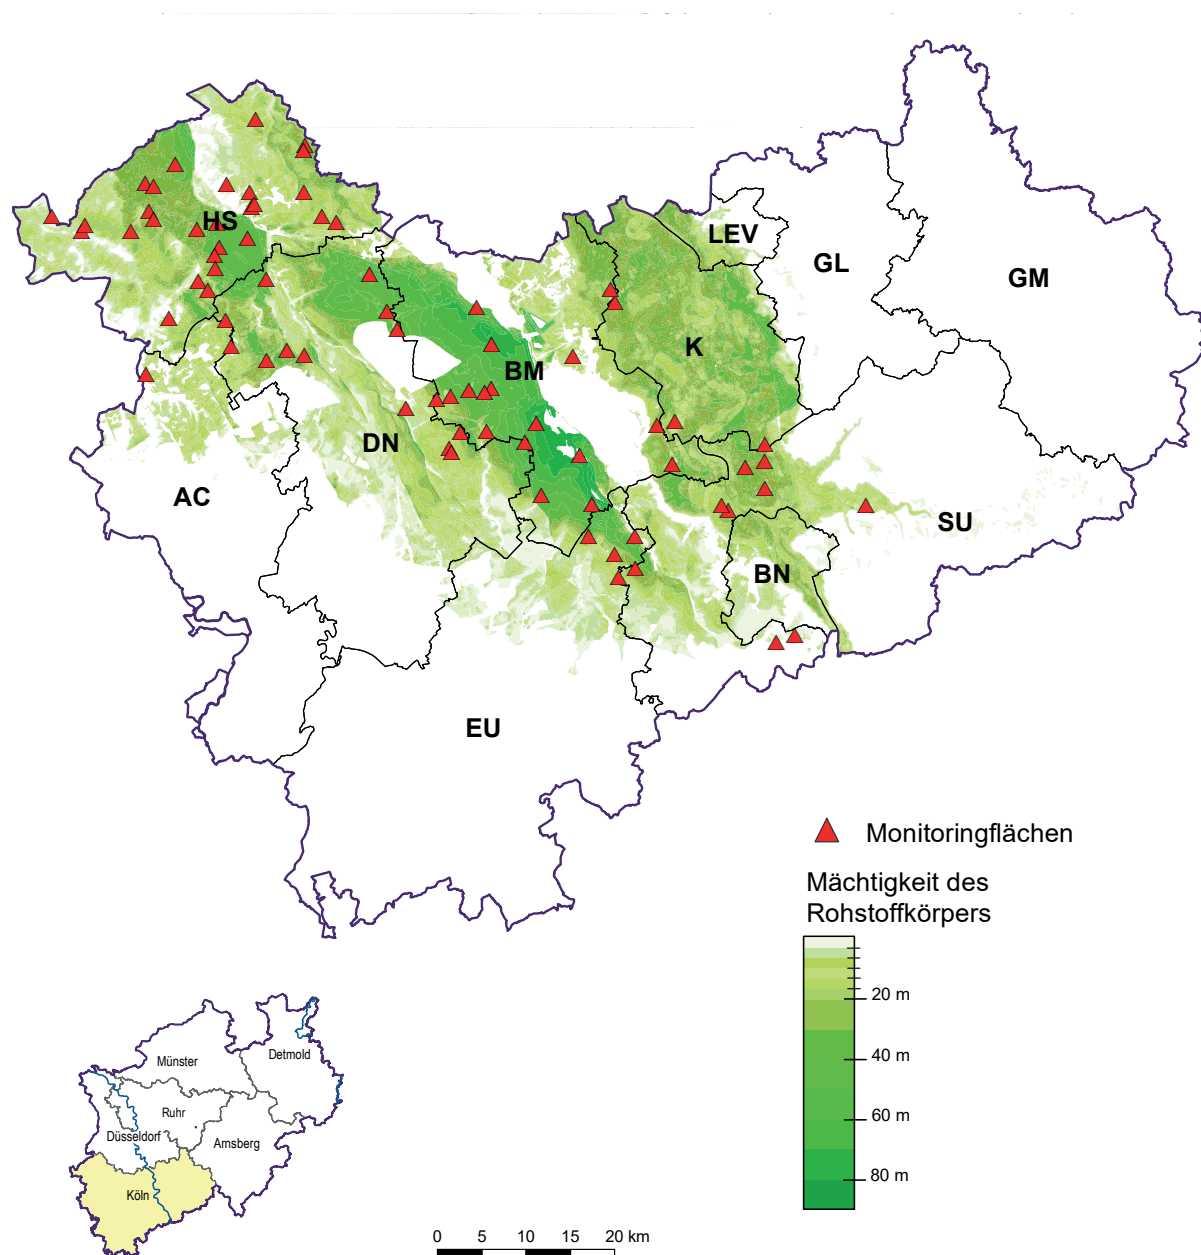 LEV
GL
GM
HS
K
BM
DN
AC
SU
BN
EU
Monitoringflächen
Mächtigkeit des
Rohstoffkörpers
20 m
40 m
60 m
80 m
Münster
Detmold
Ruhr
Düsseldorf
Arnsberg
Köln
0 5 10 15 20 km